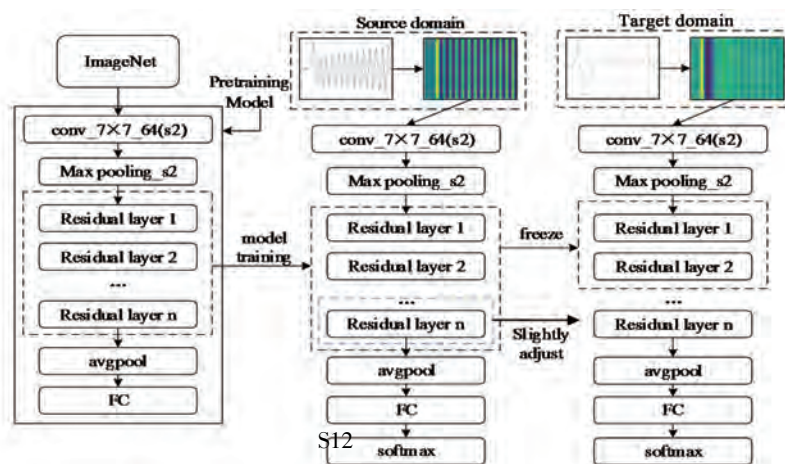 Source domain
Target domain
ImageNet
Pretraining
Model
conv_7×7_64(s2)
Max pooling_s2
Residual layer 1
Residual layer 2
...
Residual layer n
avgpool
FC
model
training
conv_7×7_64(s2)
Max pooling_s2
Residual layer 1
Residual layer 2
...
Residual layer n
avgpool
FC
S12
softmax
freeze
Slightly
adjust
conv_7×7_64(s2)
Max pooling_s2
Residual layer 1
Residual layer 2
...
Residual layer n
avgpool
FC
softmax